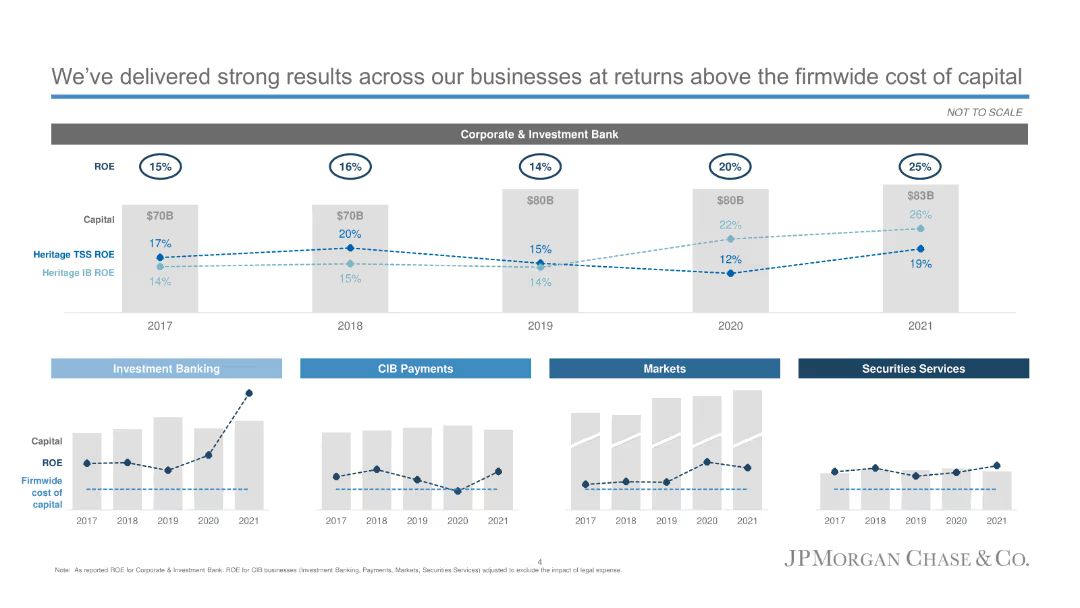 We've delivered strong results across our businesses at returns above the firmwide cost of capital
NOT TO SCALE
Corporate & Investment Bank
ROE 15% 16% 14% 20% 25%
Capital $70B $70B $80B $80B $83B
Heritage TSS ROE 17% 20% 15% 12% 19%
Heritage IB ROE 14% 15% 14% 22% 26%
2017 2018 2019 2020 2021
Investment Banking CIB Payments Markets Securities Services
Capital
ROE
Firmwide
cost of
capital
2017 2018 2019 2020 2021
2017 2018 2019 2020 2021
2017 2018 2019 2020 2021
2017 2018 2019 2020 2021
4
Note: As reported ROE for Corporate & Investment Bank. ROE for CIB businesses (Investment Banking, Payments, Markets, Securities Services) adjusted to exclude the impact of legal expense.
JPMORGAN CHASE & CO.